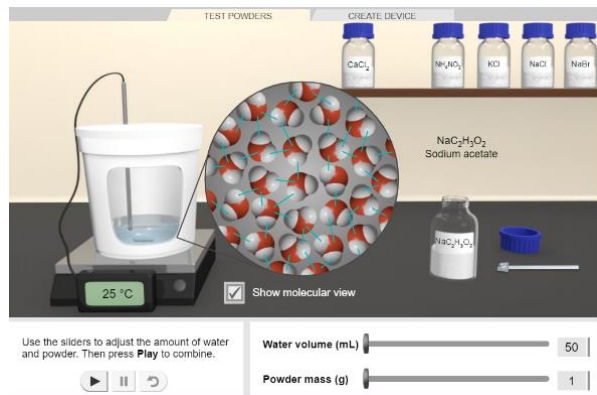 TEST POWDERS
CREATE DEVICE
CaCl₂
NH₄NO₃
KCl
NaCl
NaBr
NaC₂H₃O₂
Sodium acetate
NaC₂H₃O₂
25 °C
Show molecular view
Use the sliders to adjust the amount of water
and powder. Then press Play to combine.
Water volume (mL)
50
Powder mass (g)
1